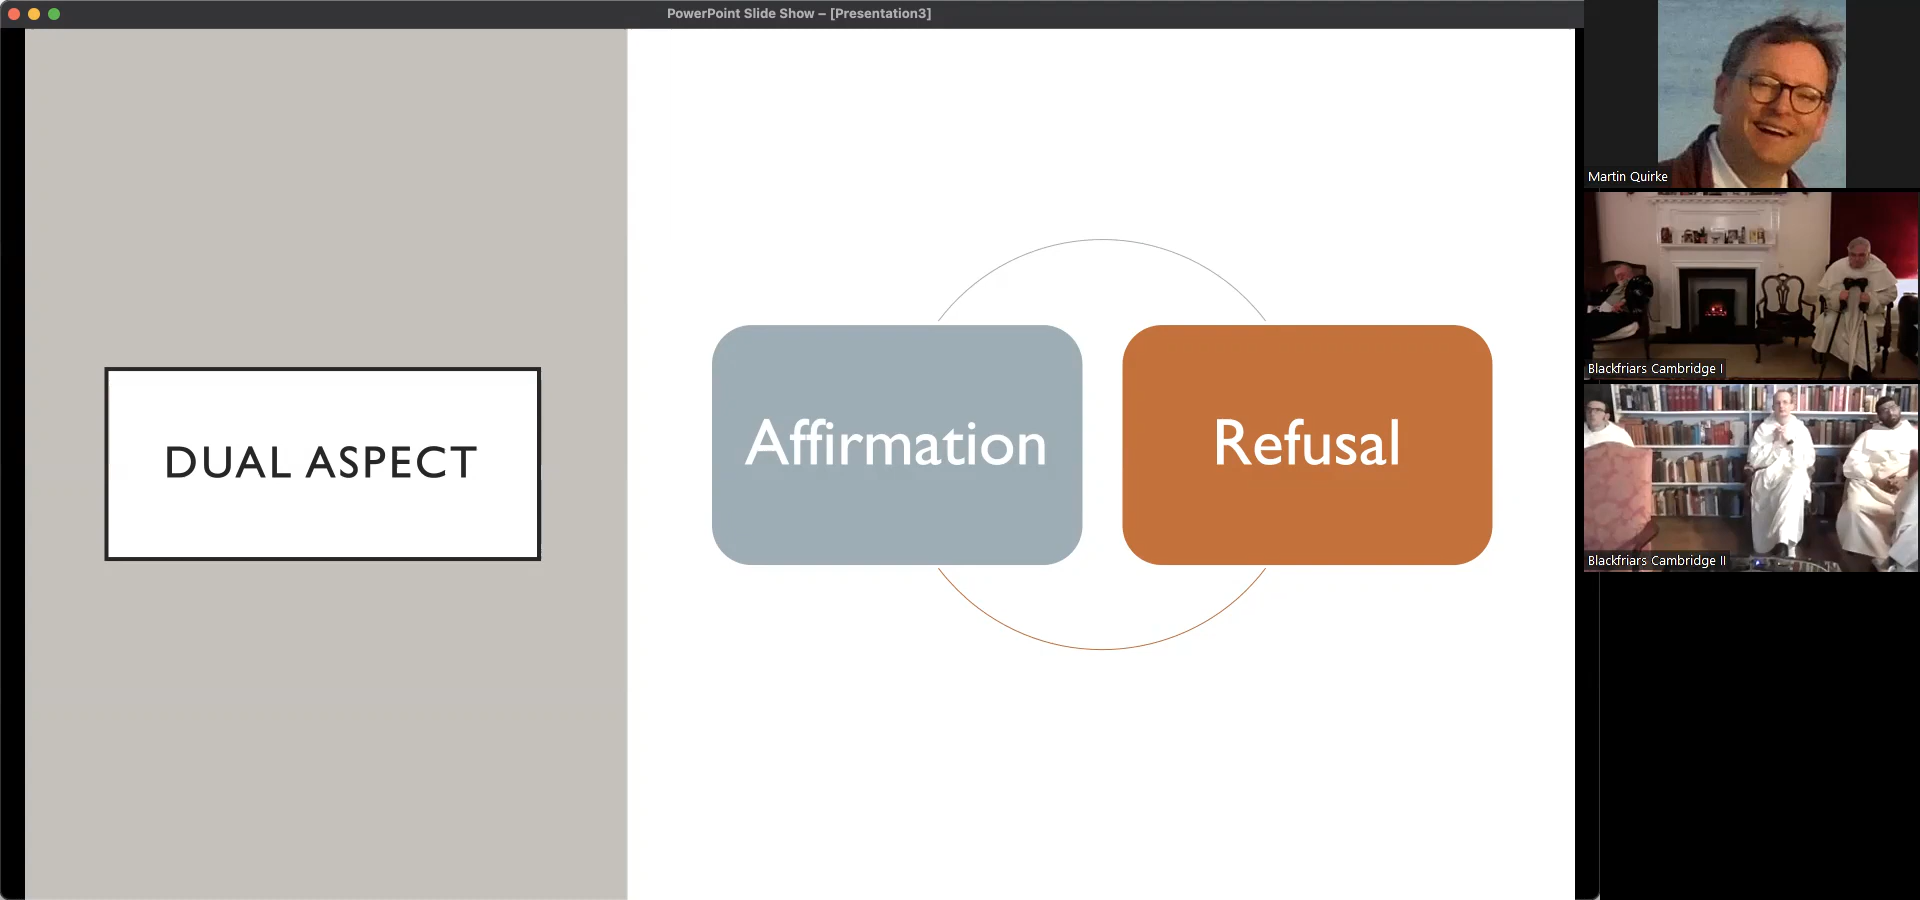 PowerPoint Slide Show – [Presentation3]
DUAL ASPECT
Affirmation
Refusal
Martin Quirke
Blackfriars Cambridge I
Blackfriars Cambridge II